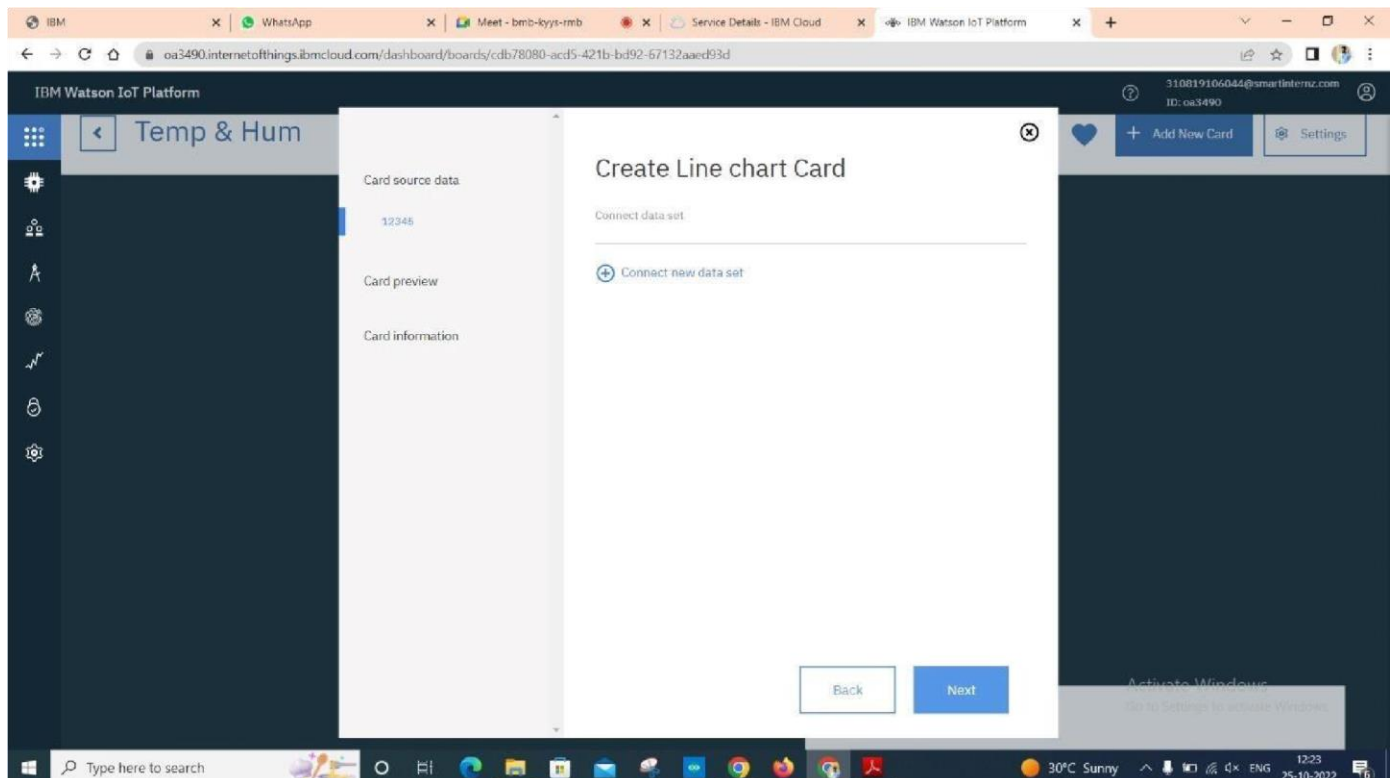 IBM
WhatsApp
Meet - bmb-kyys-rmb
Service Details - IBM Cloud
IBM Watson IoT Platform
oa3490.internetofthings.ibmcloud.com/dashboard/boards/cdb78080-acd5-421b-bd92-67132aaed93d
IBM Watson IoT Platform
310819106044@smartinternz.com
ID: oa3490
Temp & Hum
+ Add New Card
Settings
Create Line chart Card
Card source data
12345
Connect data set
Connect new data set
Card preview
Card information
Back
Next
Activate Windows
Go to Settings to activate Windows.
Type here to search
30°C Sunny
ENG
12:23
25-10-2022
6